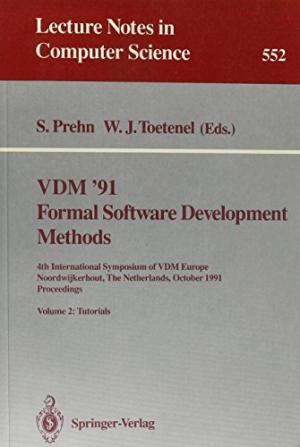 Lecture Notes in
Computer Science
552
S. Prehn W. J. Toetenel (Eds.)
VDM '91
Formal Software Development
Methods
4th International Symposium of VDM Europe
Noordwijkerhout, The Netherlands, October 1991
Proceedings
Volume 2: Tutorials
Springer-Verlag